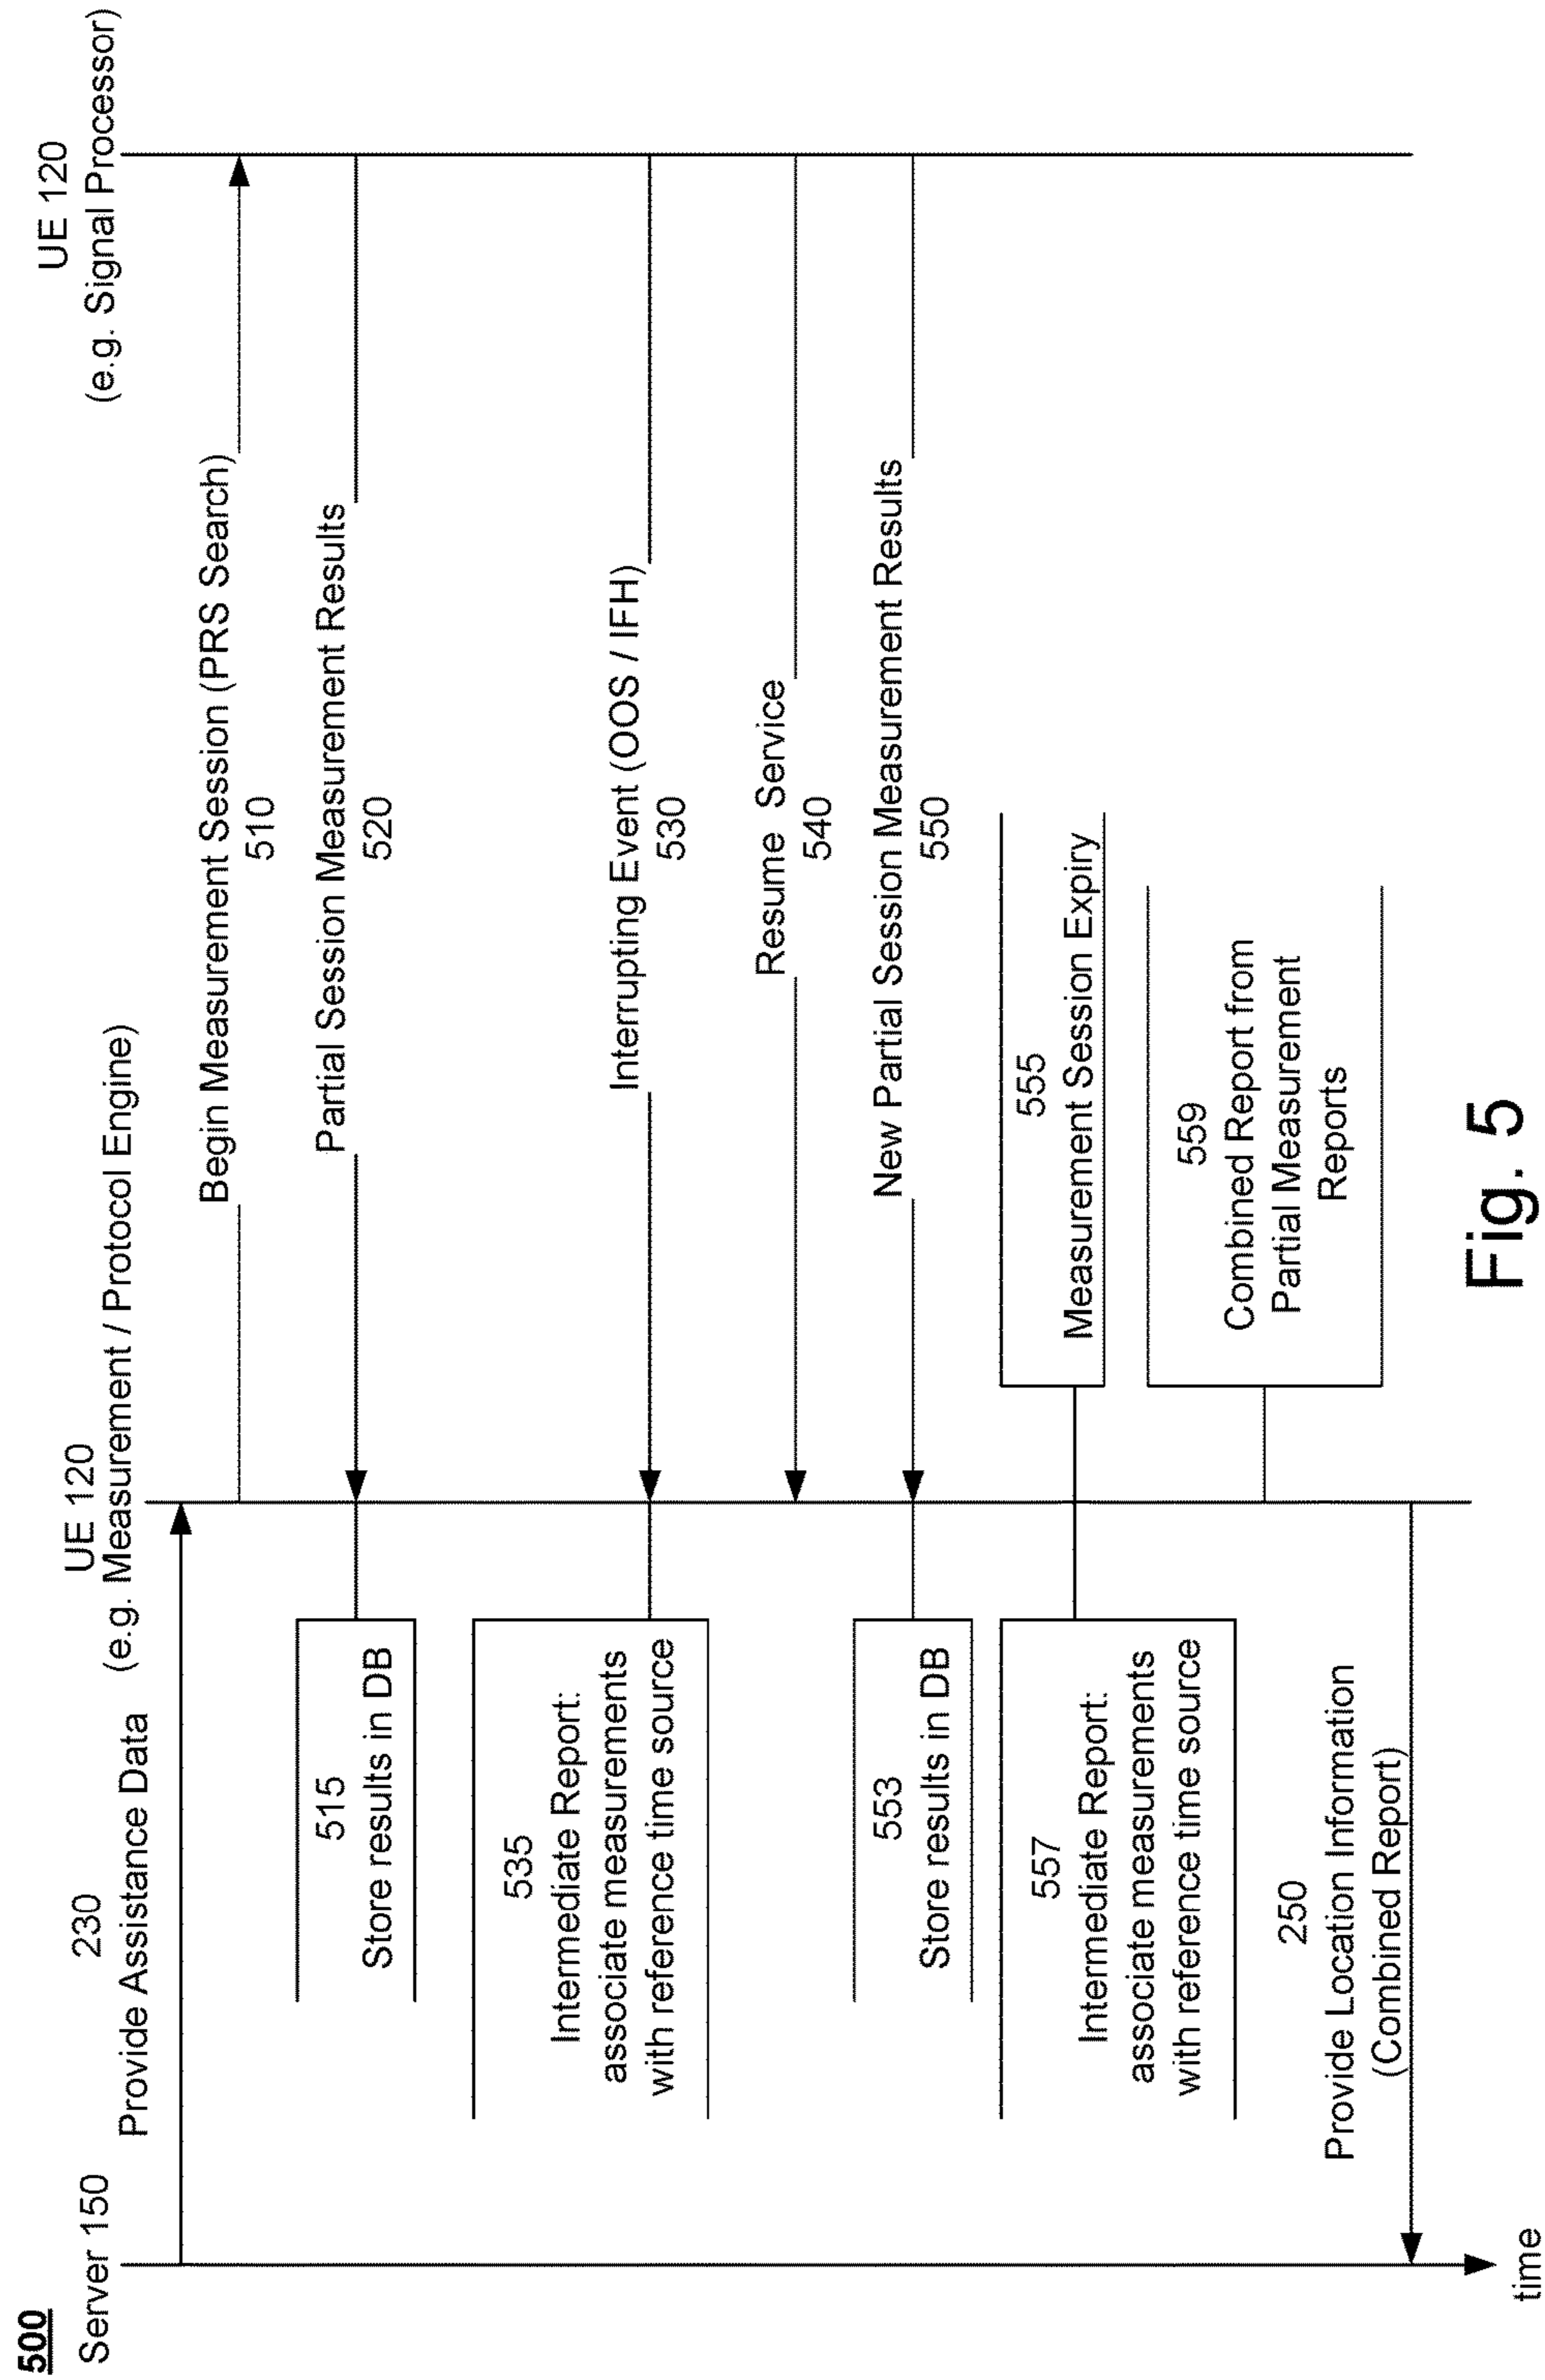 500
Server 150
UE 120
(e.g. Measurement / Protocol Engine)
UE 120
(e.g. Signal Processor)
230
Provide Assistance Data
Begin Measurement Session (PRS Search)
510
Partial Session Measurement Results
520
515
Store results in DB
Interrupting Event (OOS / IFH)
530
535
Intermediate Report:
associate measurements
with reference time source
Resume Service
540
New Partial Session Measurement Results
550
553
Store results in DB
555
Measurement Session Expiry
557
Intermediate Report:
associate measurements
with reference time source
559
Combined Report from
Partial Measurement
Reports
250
Provide Location Information
(Combined Report)
time
Fig. 5